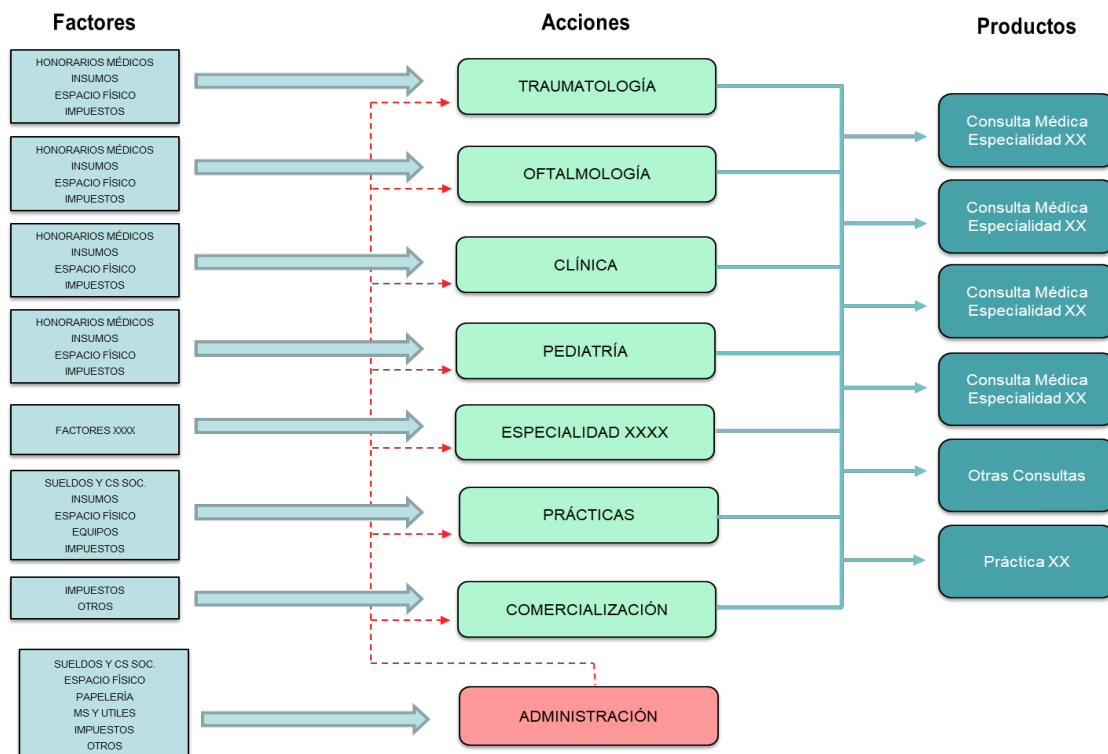 Factores
Acciones
Productos
HONORARIOS MÉDICOS
INSUMOS
ESPACIO FÍSICO
IMPUESTOS
TRAUMATOLOGÍA
Consulta Médica
Especialidad XX
HONORARIOS MÉDICOS
INSUMOS
ESPACIO FÍSICO
IMPUESTOS
OFTALMOLOGÍA
Consulta Médica
Especialidad XX
HONORARIOS MÉDICOS
INSUMOS
ESPACIO FÍSICO
IMPUESTOS
CLÍNICA
Consulta Médica
Especialidad XX
HONORARIOS MÉDICOS
INSUMOS
ESPACIO FÍSICO
IMPUESTOS
PEDIATRÍA
Consulta Médica
Especialidad XX
FACTORES XXXX
ESPECIALIDAD XXXX
Otras Consultas
SUELDOS Y CS SOC.
INSUMOS
ESPACIO FÍSICO
EQUIPOS
IMPUESTOS
PRÁCTICAS
Práctica XX
IMPUESTOS
OTROS
COMERCIALIZACIÓN
SUELDOS Y CS SOC.
ESPACIO FÍSICO
PAPELERÍA
MS Y UTILES
IMPUESTOS
OTROS
ADMINISTRACIÓN